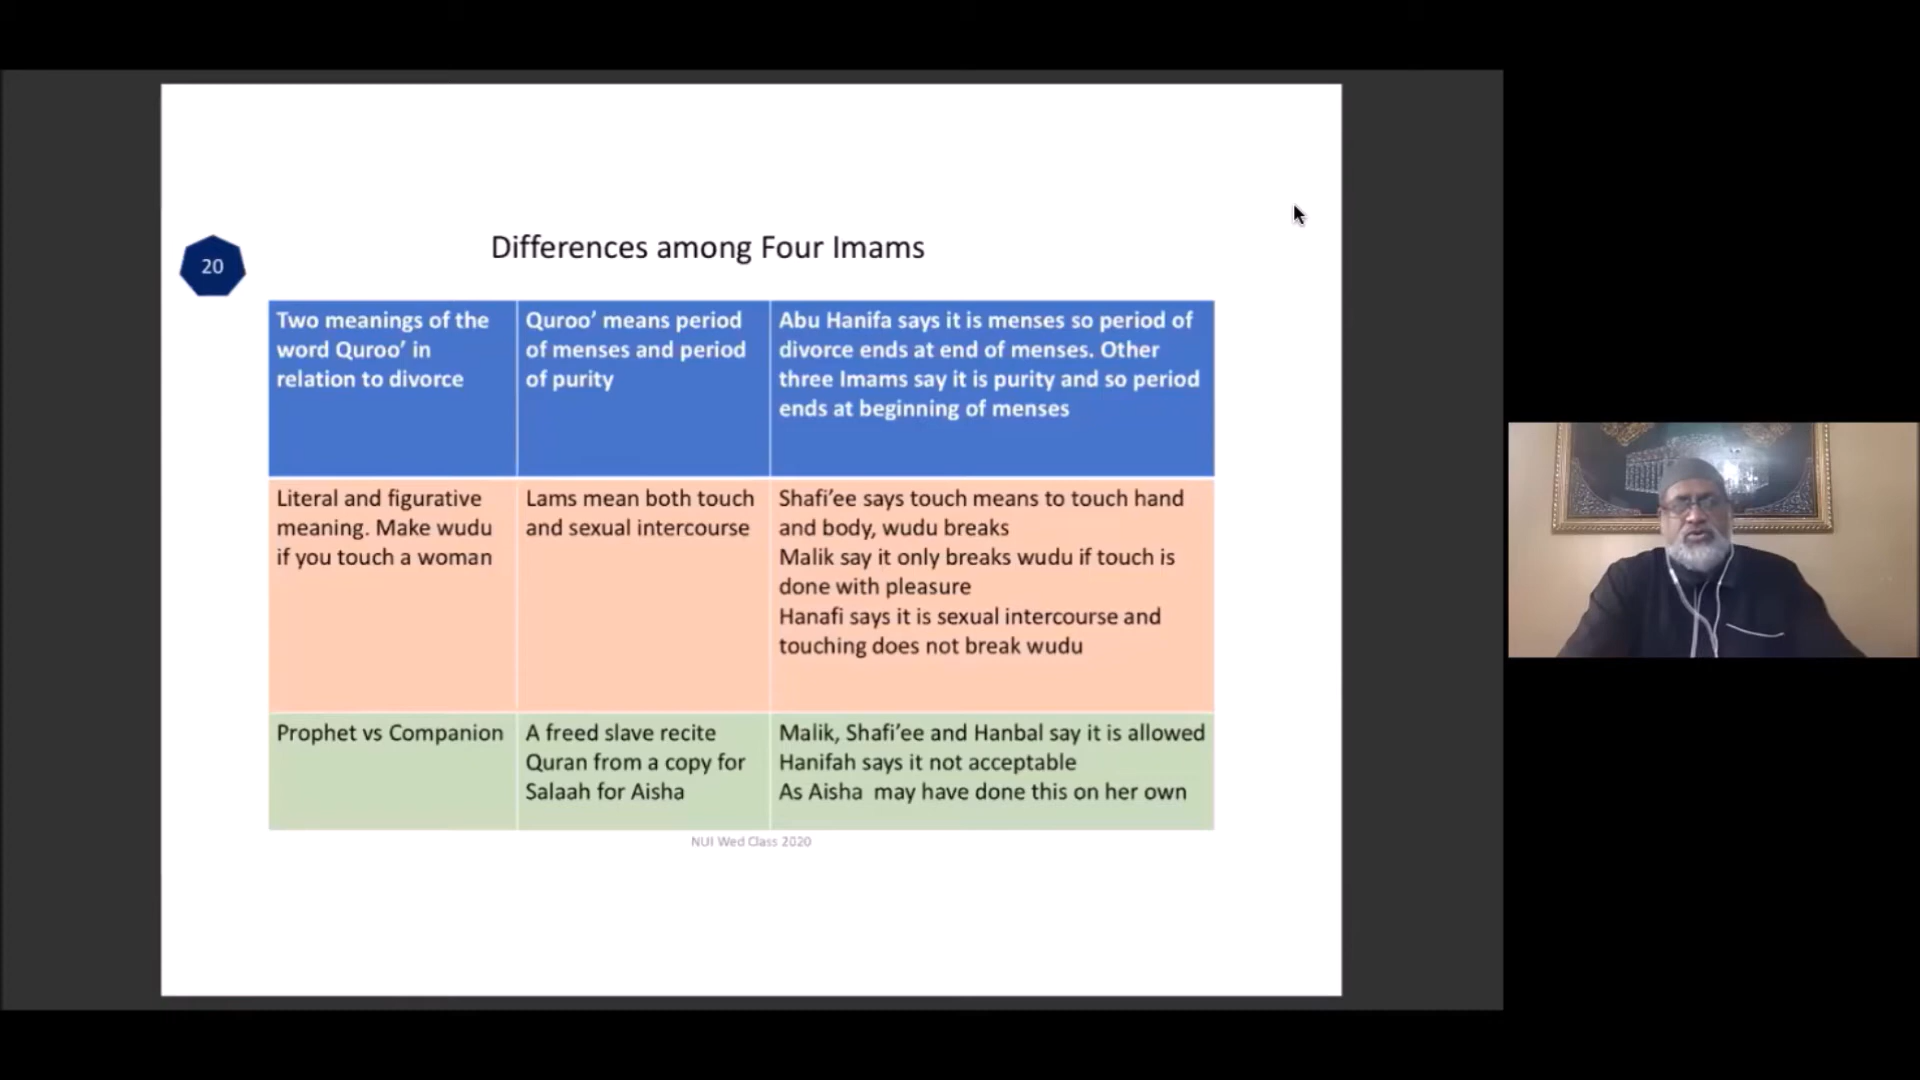 Differences among Four Imams
20
Two meanings of the
word Quroo’ in
relation to divorce
Quroo’ means period
of menses and period
of purity
Abu Hanifa says it is menses so period of
divorce ends at end of menses. Other
three Imams say it is purity and so period
ends at beginning of menses
Literal and figurative
meaning. Make wudu
if you touch a woman
Lams mean both touch
and sexual intercourse
Shafi’ee says touch means to touch hand
and body, wudu breaks
Malik say it only breaks wudu if touch is
done with pleasure
Hanafi says it is sexual intercourse and
touching does not break wudu
Prophet vs Companion
A freed slave recite
Quran from a copy for
Salaah for Aisha
Malik, Shafi’ee and Hanbal say it is allowed
Hanifah says it not acceptable
As Aisha may have done this on her own
NUI Wed Class 2020